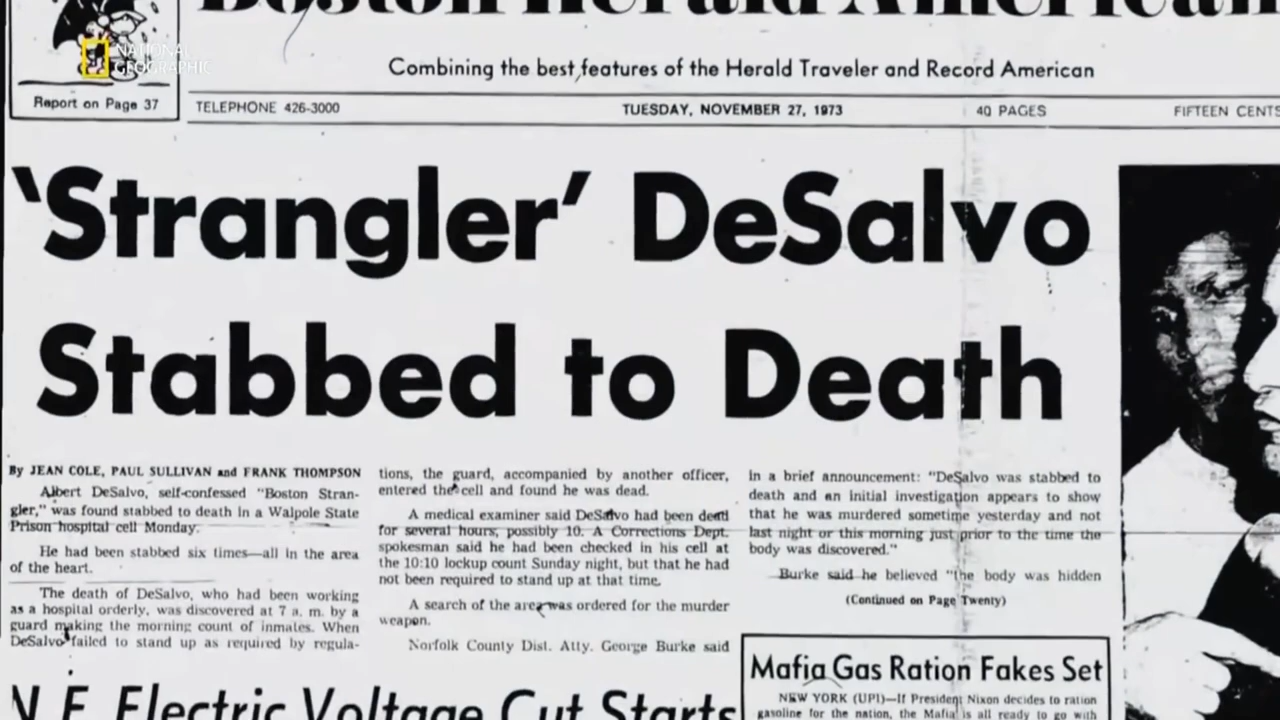 Boston Herald American
NATIONAL
GEOGRAPHIC
Report on Page 37
Combining the best features of the Herald Traveler and Record American
TELEPHONE 426-3000
TUESDAY, NOVEMBER 27, 1973
40 PAGES
FIFTEEN CENTS
'Strangler' DeSalvo
Stabbed to Death
By JEAN COLE, PAUL SULLIVAN and FRANK THOMPSON
Albert DeSalvo, self-confessed "Boston Stran-
gler," was found stabbed to death in a Walpole State
Prison hospital cell Monday.
He had been stabbed six times—all in the area
of the heart.
The death of DeSalvo, who had been working
as a hospital orderly, was discovered at 7 a. m. by a
guard making the morning count of inmates. When
DeSalvo failed to stand up as required by regula-
tions, the guard, accompanied by another officer,
entered the cell and found he was dead.
A medical examiner said DeSalvo had been dead
for several hours, possibly 10. A Corrections Dept.
spokesman said he had been checked in his cell at
the 10:10 lockup count Sunday night, but that he had
not been required to stand up at that time.
A search of the area was ordered for the murder
weapon.
Norfolk County Dist. Atty. George Burke said
in a brief announcement: "DeSalvo was stabbed to
death and an initial investigation appears to show
that he was murdered sometime yesterday and not
last night or this morning just prior to the time the
body was discovered."
Burke said he believed "the body was hidden
(Continued on Page Twenty)
Mafia Gas Ration Fakes Set
NEW YORK (UPI)—If President Nixon decides to ration
gasoline for the nation, the Mafia is all ready to go with
N.E. Electric Voltage Cut Starts